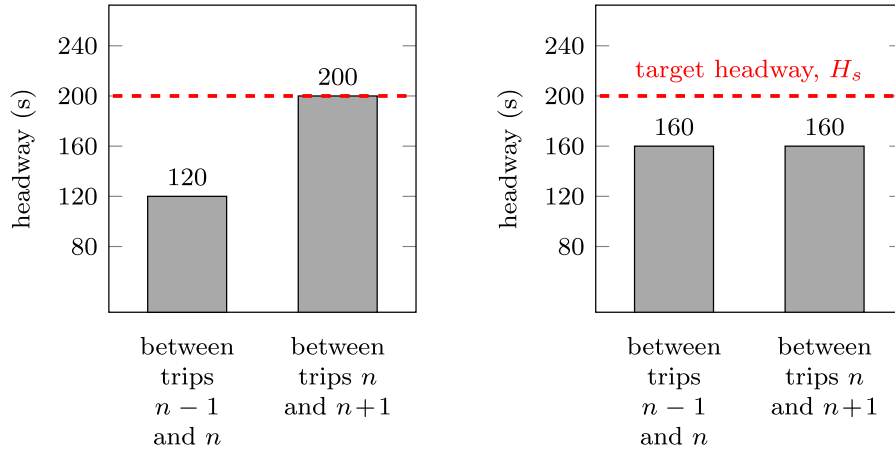 headway (s)
240
200
160
120
80
120
200
between
trips
n − 1
and n
between
trips n
and n+1
headway (s)
240
200
160
120
80
target headway, H_s
160
160
between
trips
n − 1
and n
between
trips n
and n+1